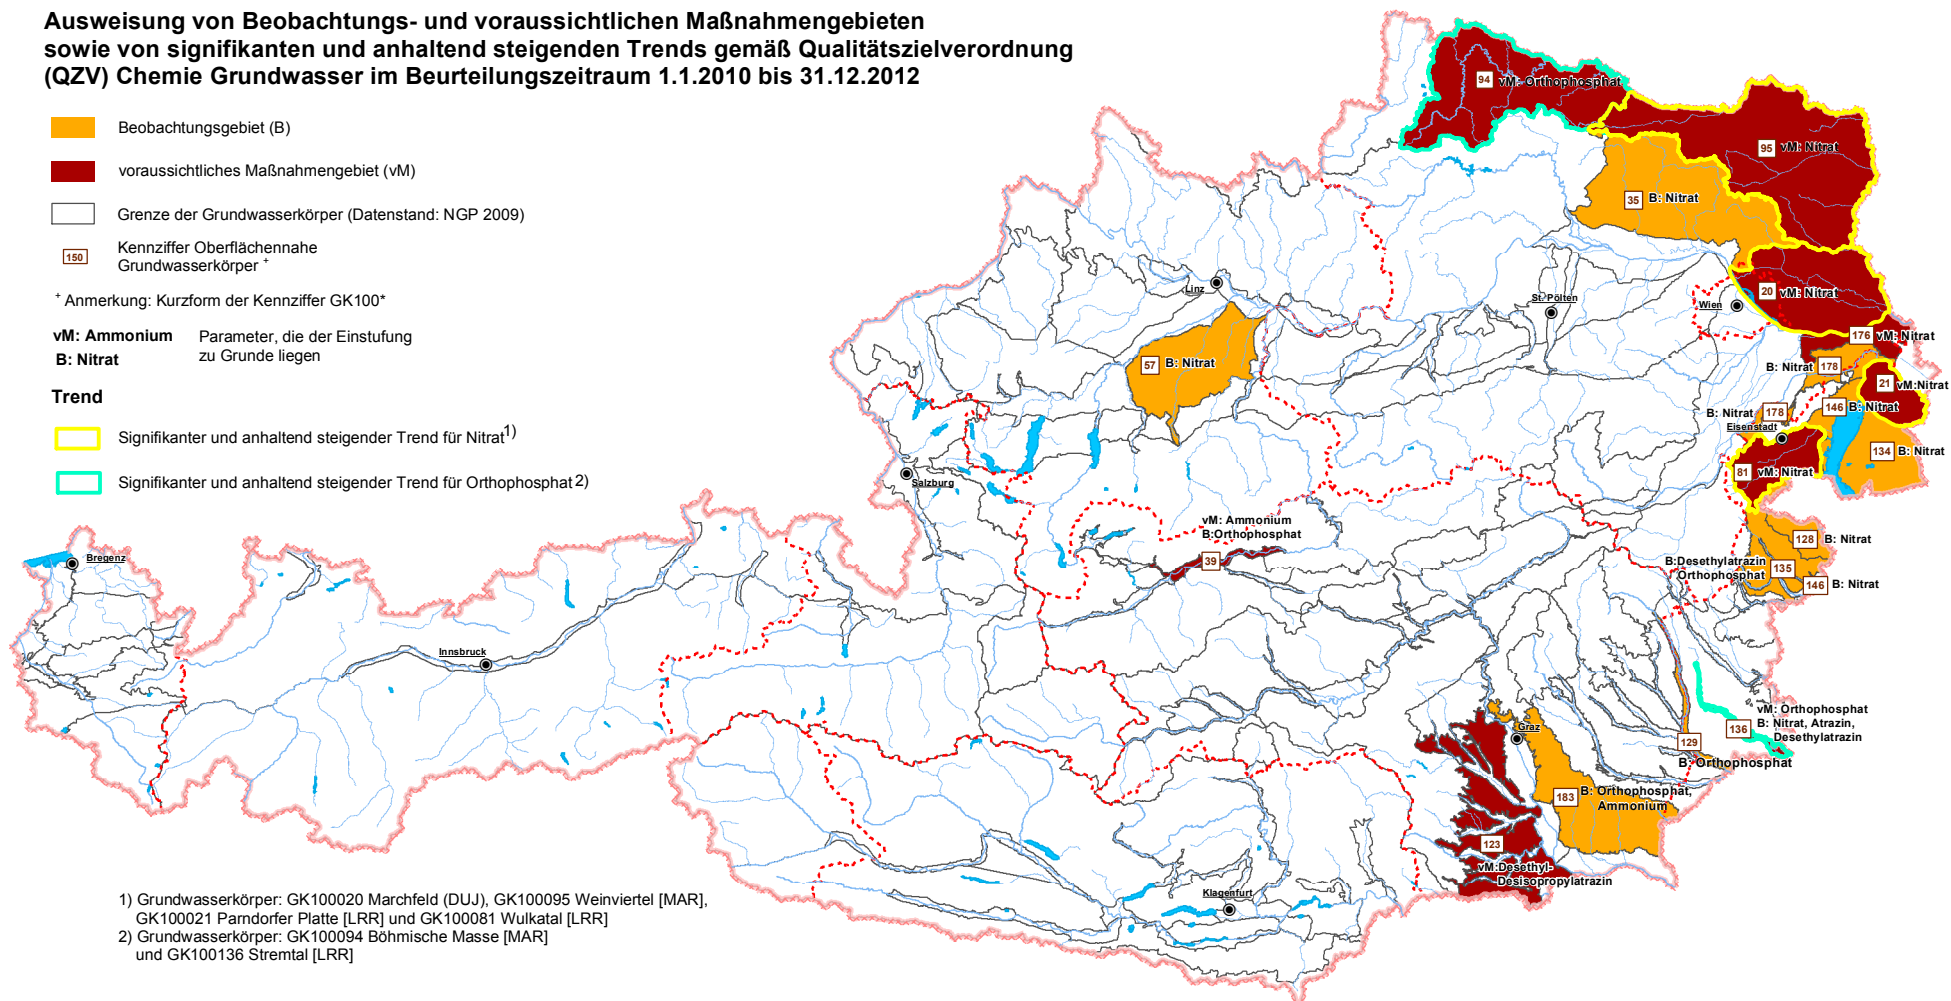 Ausweisung von Beobachtungs- und voraussichtlichen Maßnahmengebieten
sowie von signifikanten und anhaltend steigenden Trends gemäß Qualitätszielverordnung
(QZV) Chemie Grundwasser im Beurteilungszeitraum 1.1.2010 bis 31.12.2012
Beobachtungsgebiet (B)
voraussichtliches Maßnahmengebiet (vM)
Grenze der Grundwasserkörper (Datenstand: NGP 2009)
150
Kennziffer Oberflächennahe
Grundwasserkörper +
+ Anmerkung: Kurzform der Kennziffer GK100*
vM: Ammonium
B: Nitrat
Parameter, die der Einstufung
zu Grunde liegen
Trend
Signifikanter und anhaltend steigender Trend für Nitrat 1)
Signifikanter und anhaltend steigender Trend für Orthophosphat 2)
94 vM: Orthophosphat
95 vM: Nitrat
35 B: Nitrat
20 vM: Nitrat
Linz
St. Pölten
Wien
176 vM: Nitrat
57 B: Nitrat
B: Nitrat 178
21 vM:Nitrat
B: Nitrat 178
146 B: Nitrat
Eisenstadt
134 B: Nitrat
81 vM: Nitrat
Salzburg
vM: Ammonium
B:Orthophosphat
39
128 B: Nitrat
B:Desethylatrazin
Orthophosphat
135
146 B: Nitrat
Bregenz
Innsbruck
vM: Orthophosphat
B: Nitrat, Atrazin,
Desethylatrazin
136
129
B: Orthophosphat
Graz
183 B: Orthophosphat,
Ammonium
123
vM:Desethyl-
Desisopropylatrazin
Klagenfurt
1) Grundwasserkörper: GK100020 Marchfeld (DUJ), GK100095 Weinviertel [MAR],
GK100021 Parndorfer Platte [LRR] und GK100081 Wulkatal [LRR]
2) Grundwasserkörper: GK100094 Böhmische Masse [MAR]
und GK100136 Stremtal [LRR]